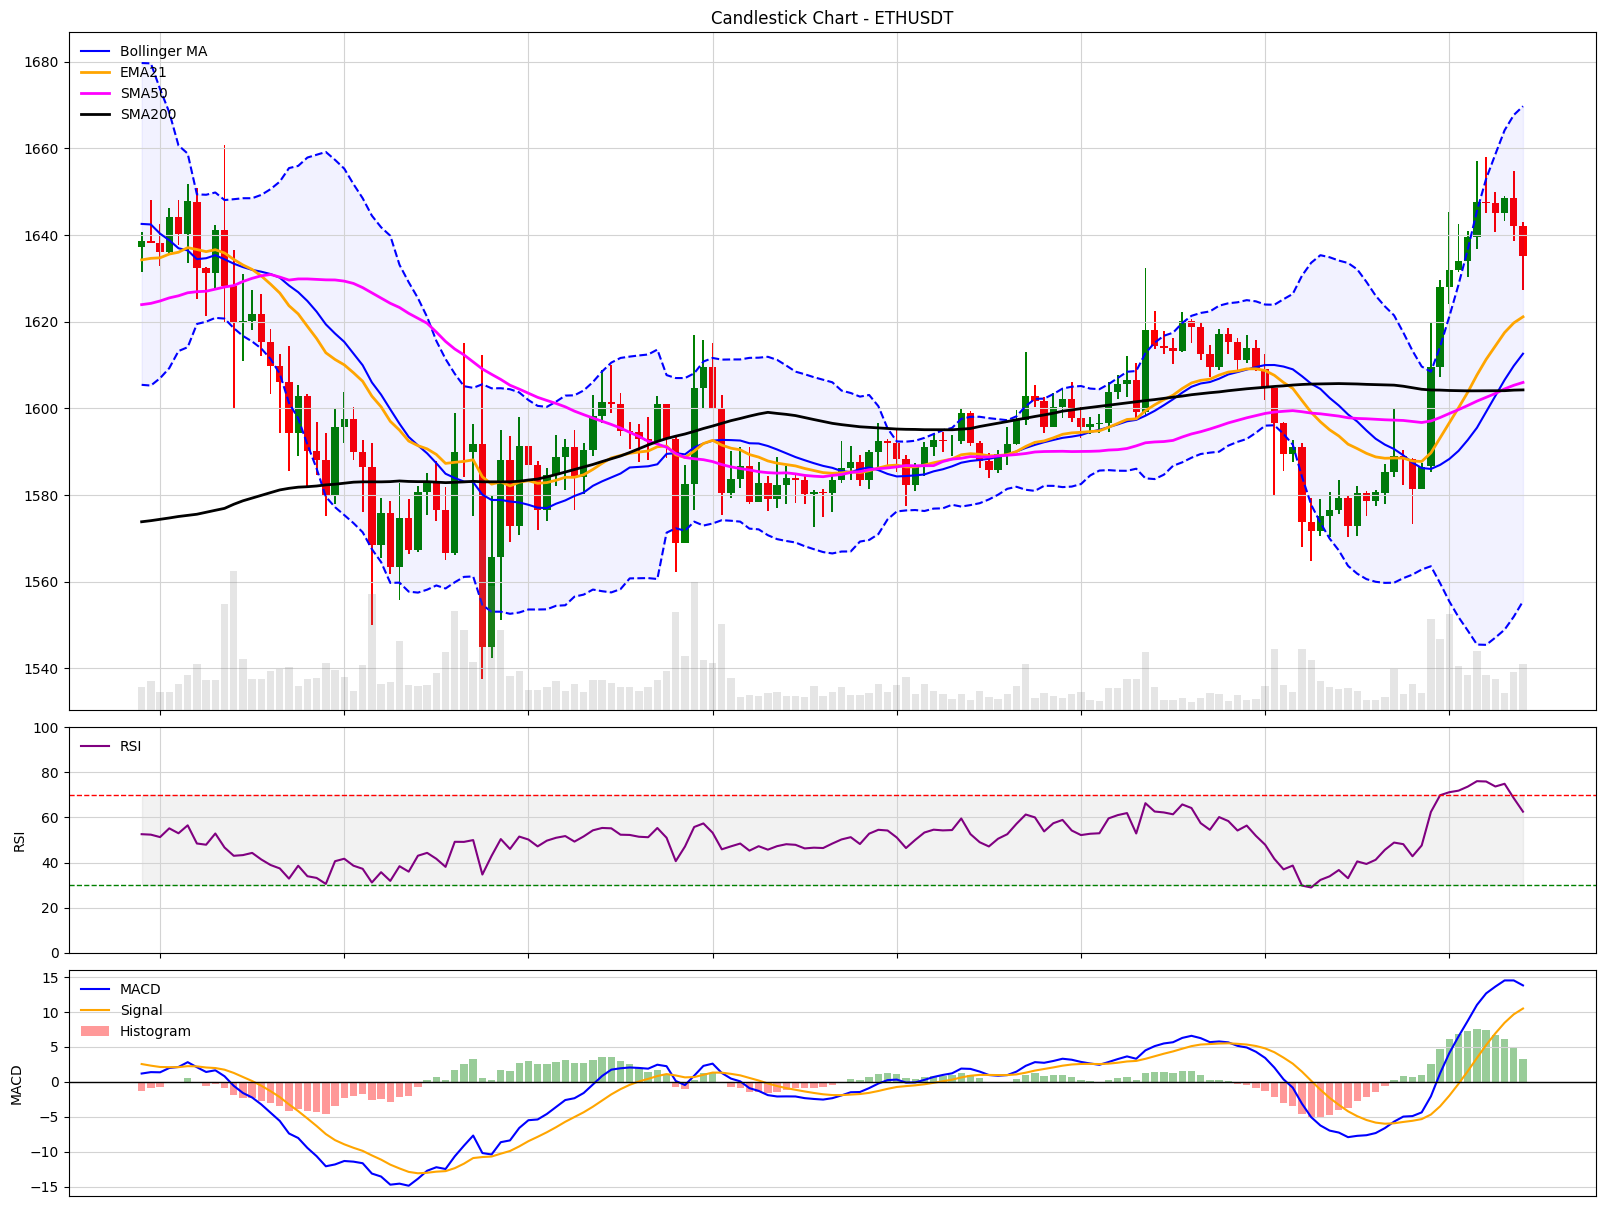 Candlestick Chart - ETHUSDT
Bollinger MA
EMA21
SMA50
SMA200
1680
1660
1640
1620
1600
1580
1560
1540
RSI
RSI
100
80
60
40
20
0
MACD
Signal
Histogram
MACD
15
10
5
0
−5
−10
−15